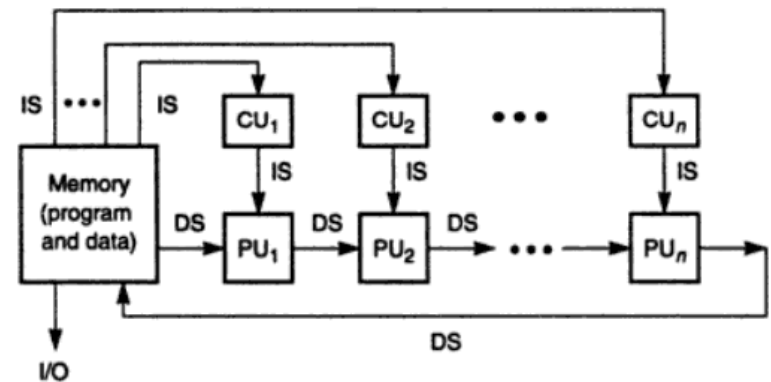 IS ••• IS
CU1 CU2 ••• CUn
IS IS IS
Memory
(program
and data)
DS DS DS
PU1 PU2 ••• PUn
DS
I/O